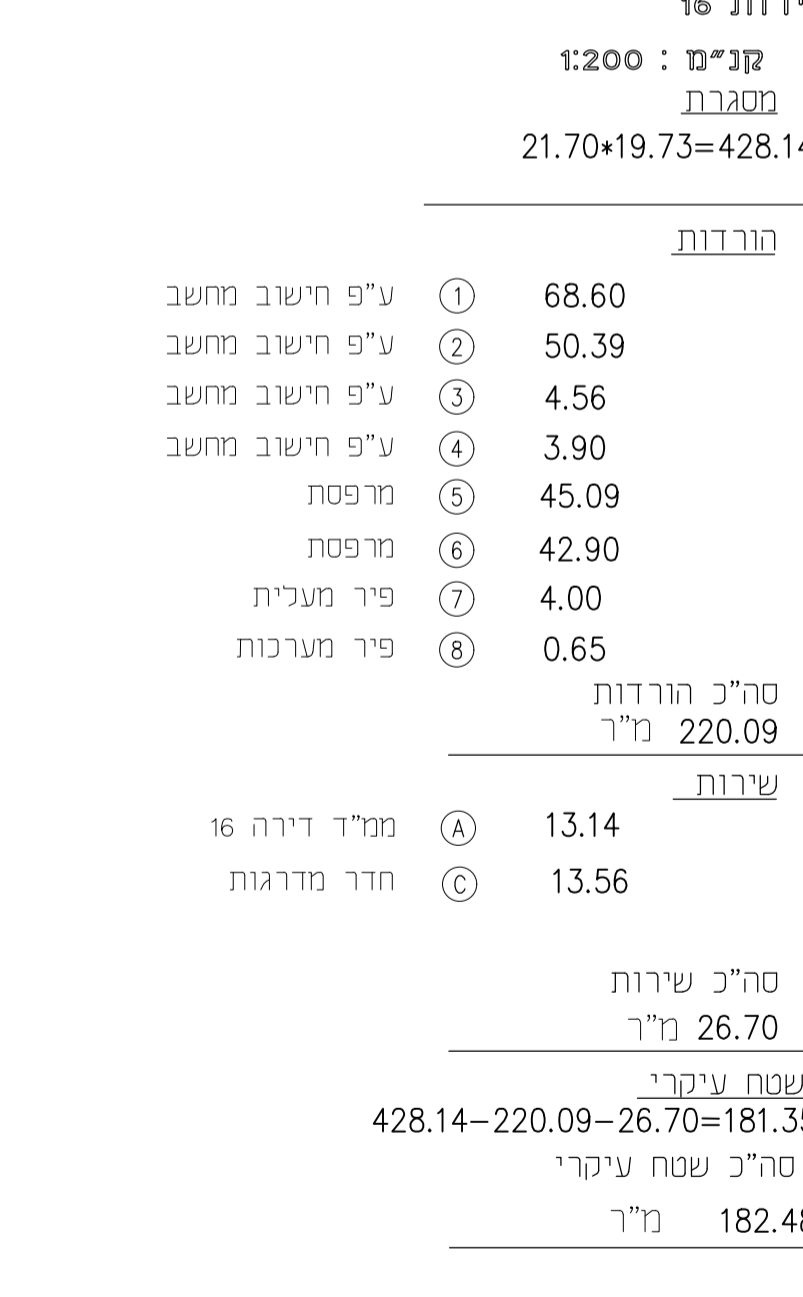 קנ"מ : 1:200
מסגרת
21.70*19.73=428.14
הורדות
68.60 ① ע"פ חישוב מחשב
50.39 ② ע"פ חישוב מחשב
4.56 ③ ע"פ חישוב מחשב
3.90 ④ ע"פ חישוב מחשב
45.09 ⑤ מרפסת
42.90 ⑥ מרפסת
4.00 ⑦ פיר מעלית
0.65 ⑧ פיר מערכות
סה"כ הורדות
220.09 מ"ר
שירות
13.14 Ⓐ ממ"ד דירה 16
13.56 Ⓒ חדר מדרגות
סה"כ שירות
26.70 מ"ר
שטח עיקרי
428.14-220.09-26.70=181.35
סה"כ שטח עיקרי
182.48 מ"ר